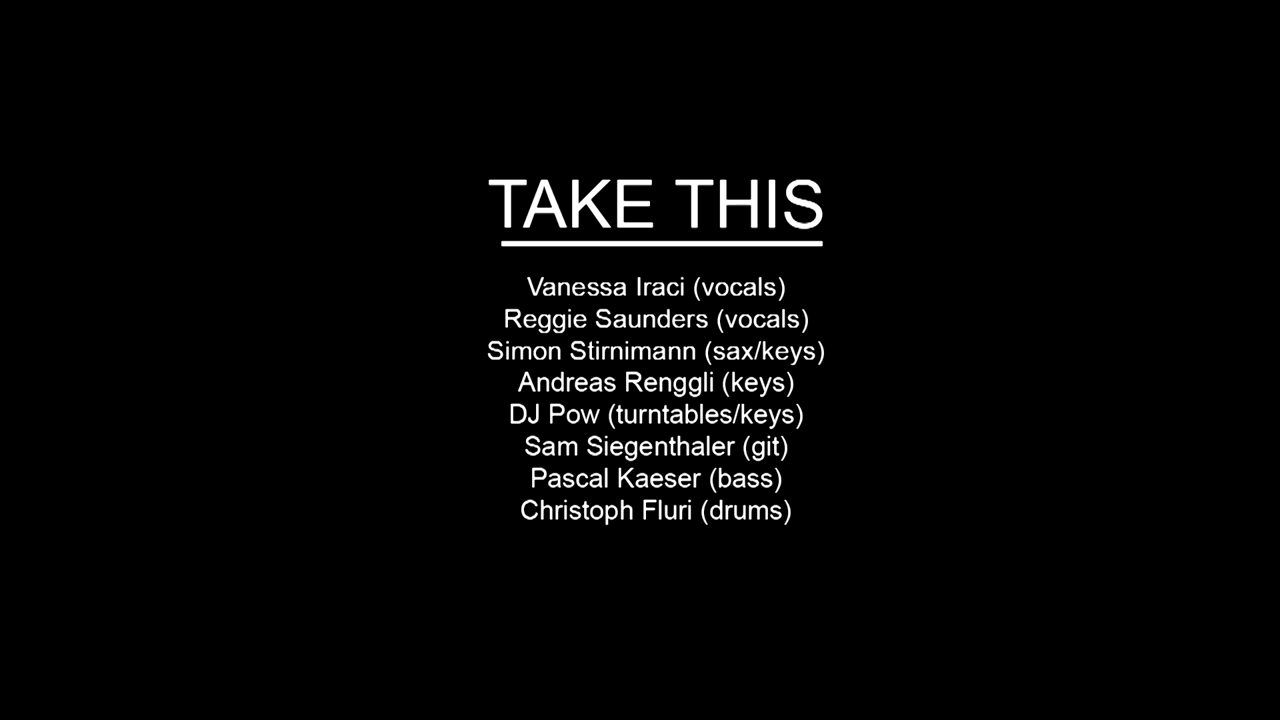 TAKE THIS
Vanessa Iraci (vocals)
Reggie Saunders (vocals)
Simon Stirnimann (sax/keys)
Andreas Renggli (keys)
DJ Pow (turntables/keys)
Sam Siegenthaler (git)
Pascal Kaeser (bass)
Christoph Fluri (drums)